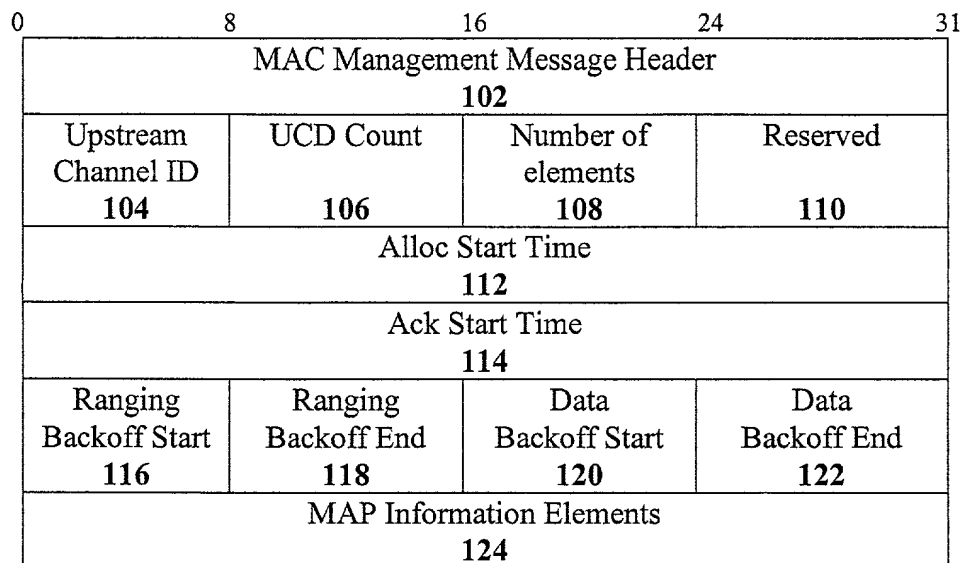 0 8 16 24 31
MAC Management Message Header
102
Upstream Channel ID 104
UCD Count 106
Number of elements 108
Reserved 110
Alloc Start Time
112
Ack Start Time
114
Ranging Backoff Start 116
Ranging Backoff End 118
Data Backoff Start 120
Data Backoff End 122
MAP Information Elements
124